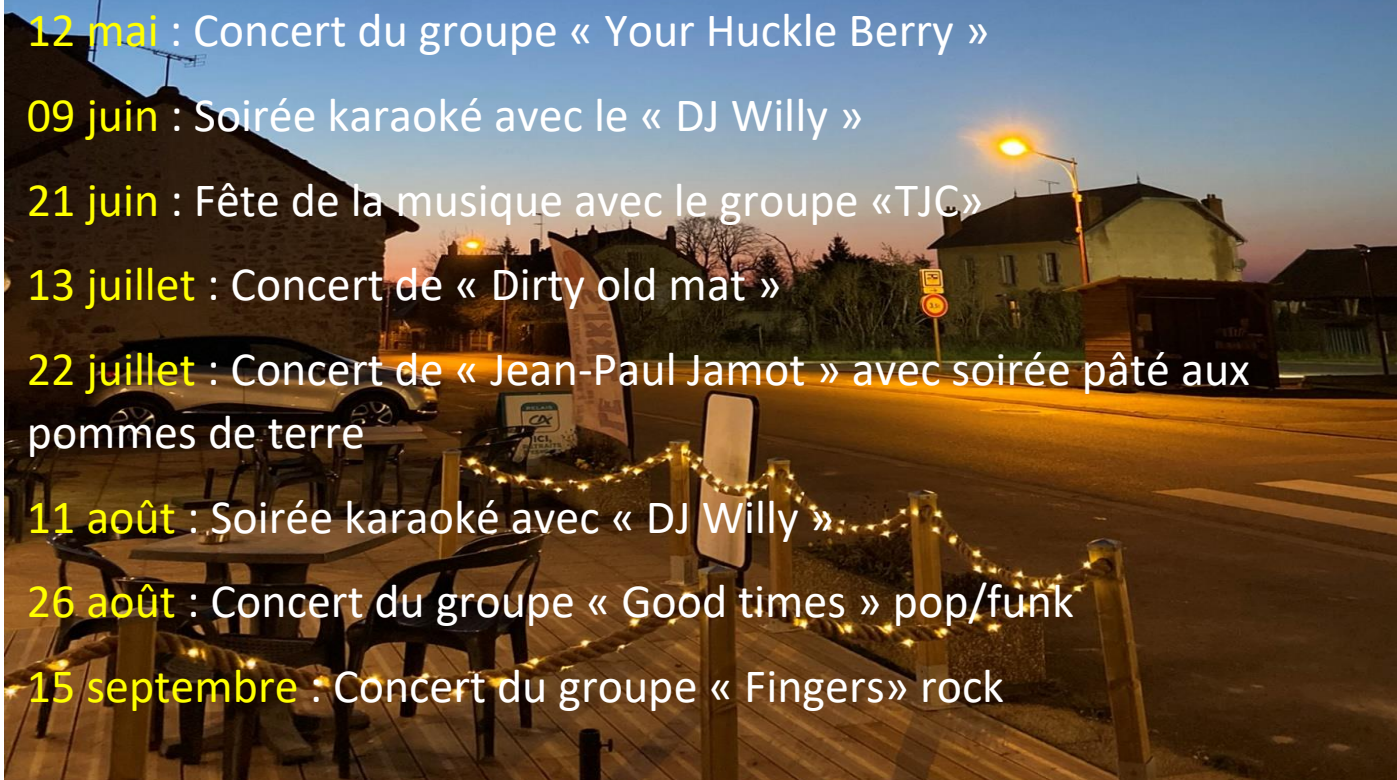 12 mai : Concert du groupe « Your Huckle Berry »
09 juin : Soirée karaoké avec le « DJ Willy »
21 juin : Fête de la musique avec le groupe «TJC»
13 juillet : Concert de « Dirty old mat »
22 juillet : Concert de « Jean-Paul Jamot » avec soirée pâté aux
pommes de terre
11 août : Soirée karaoké avec « DJ Willy »
26 août : Concert du groupe « Good times » pop/funk
15 septembre : Concert du groupe « Fingers» rock
RELAIS
CA
ICI,